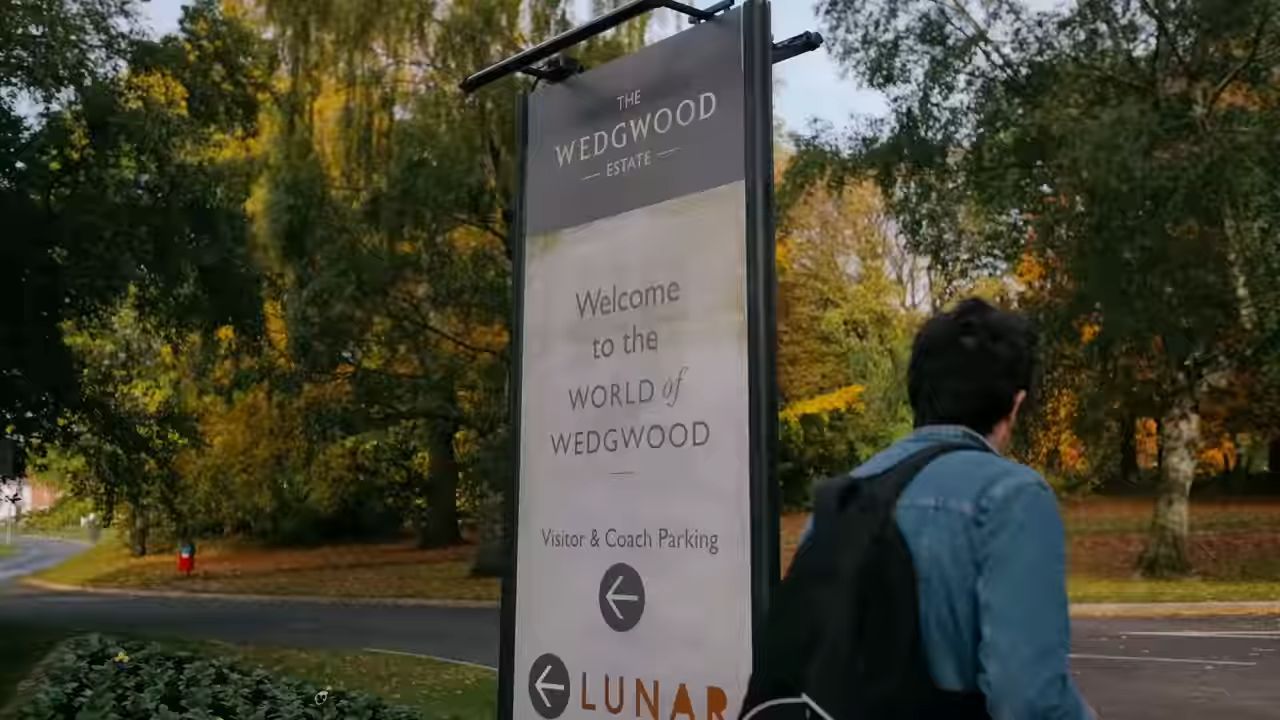 THE
WEDGWOOD
ESTATE
Welcome
to the
WORLD of
WEDGWOOD
Visitor & Coach Parking
LUNAR